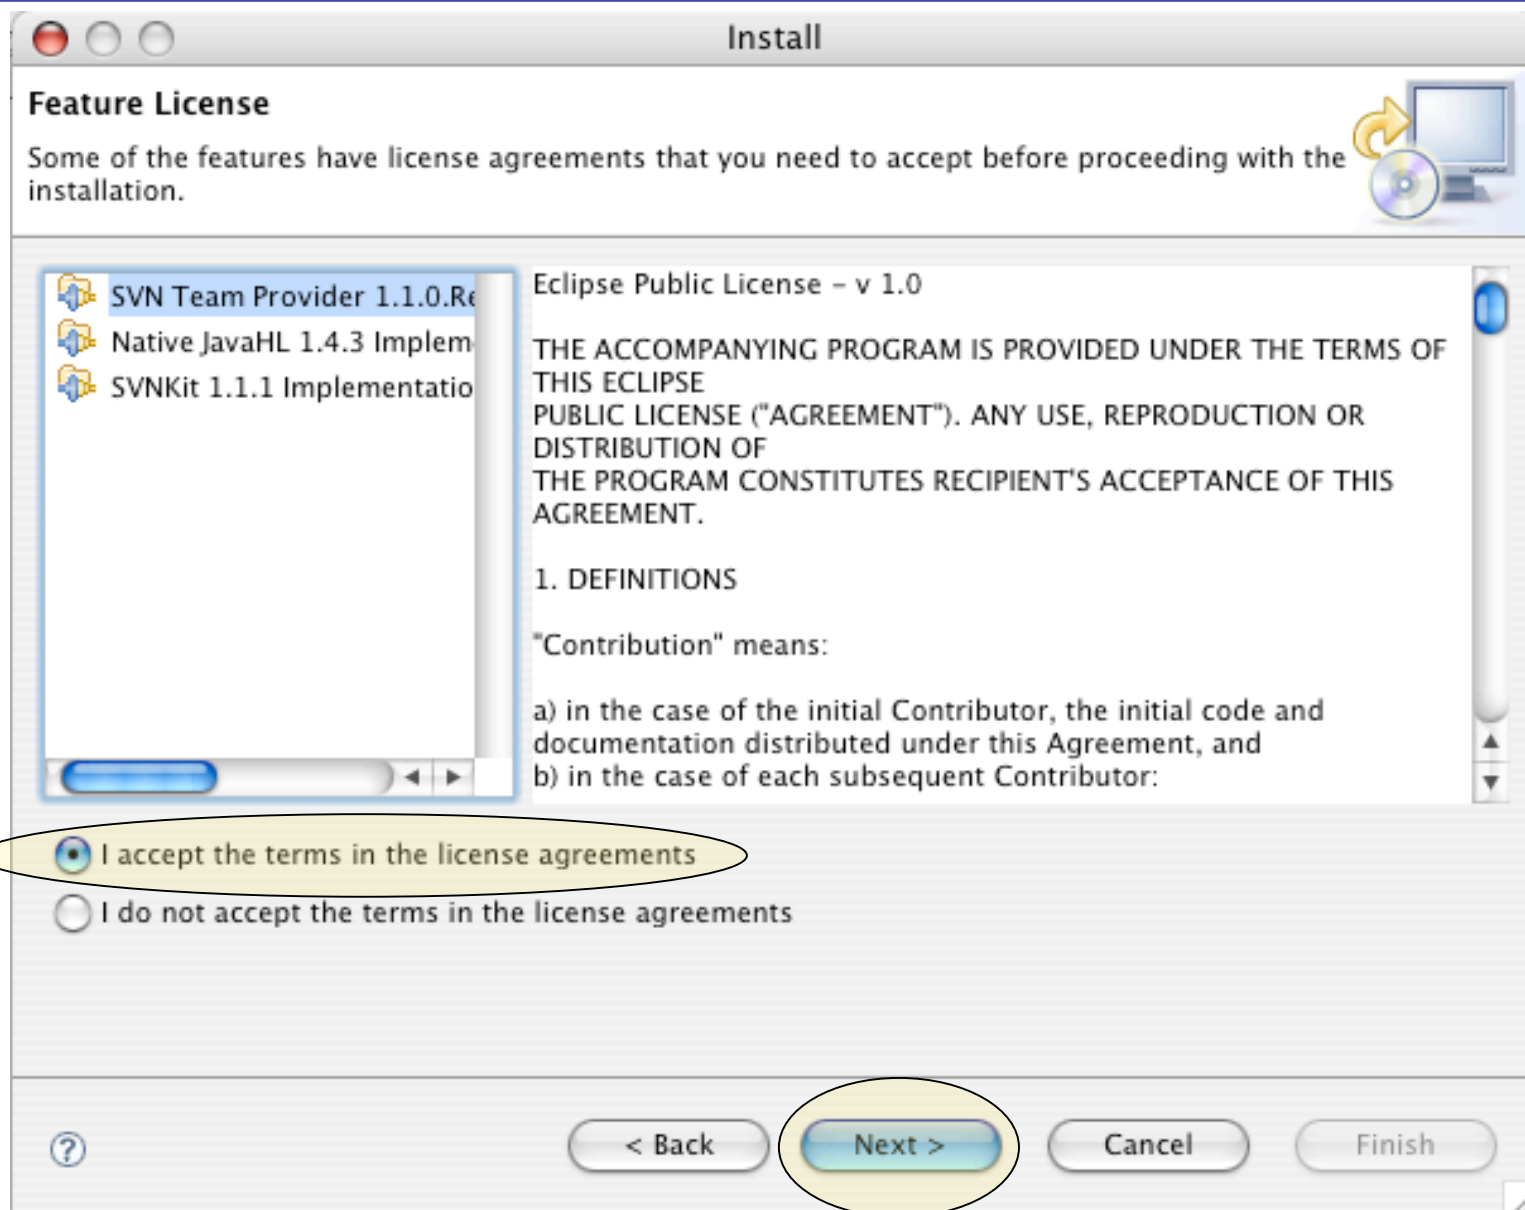 Install
Feature License
Some of the features have license agreements that you need to accept before proceeding with the
installation.
SVN Team Provider 1.1.0.Re
Native JavaHL 1.4.3 Implem
SVNKit 1.1.1 Implementatio
Eclipse Public License – v 1.0
THE ACCOMPANYING PROGRAM IS PROVIDED UNDER THE TERMS OF
THIS ECLIPSE
PUBLIC LICENSE ("AGREEMENT"). ANY USE, REPRODUCTION OR
DISTRIBUTION OF
THE PROGRAM CONSTITUTES RECIPIENT'S ACCEPTANCE OF THIS
AGREEMENT.
1. DEFINITIONS
"Contribution" means:
a) in the case of the initial Contributor, the initial code and
documentation distributed under this Agreement, and
b) in the case of each subsequent Contributor:
I accept the terms in the license agreements
I do not accept the terms in the license agreements
?
< Back
Next >
Cancel
Finish